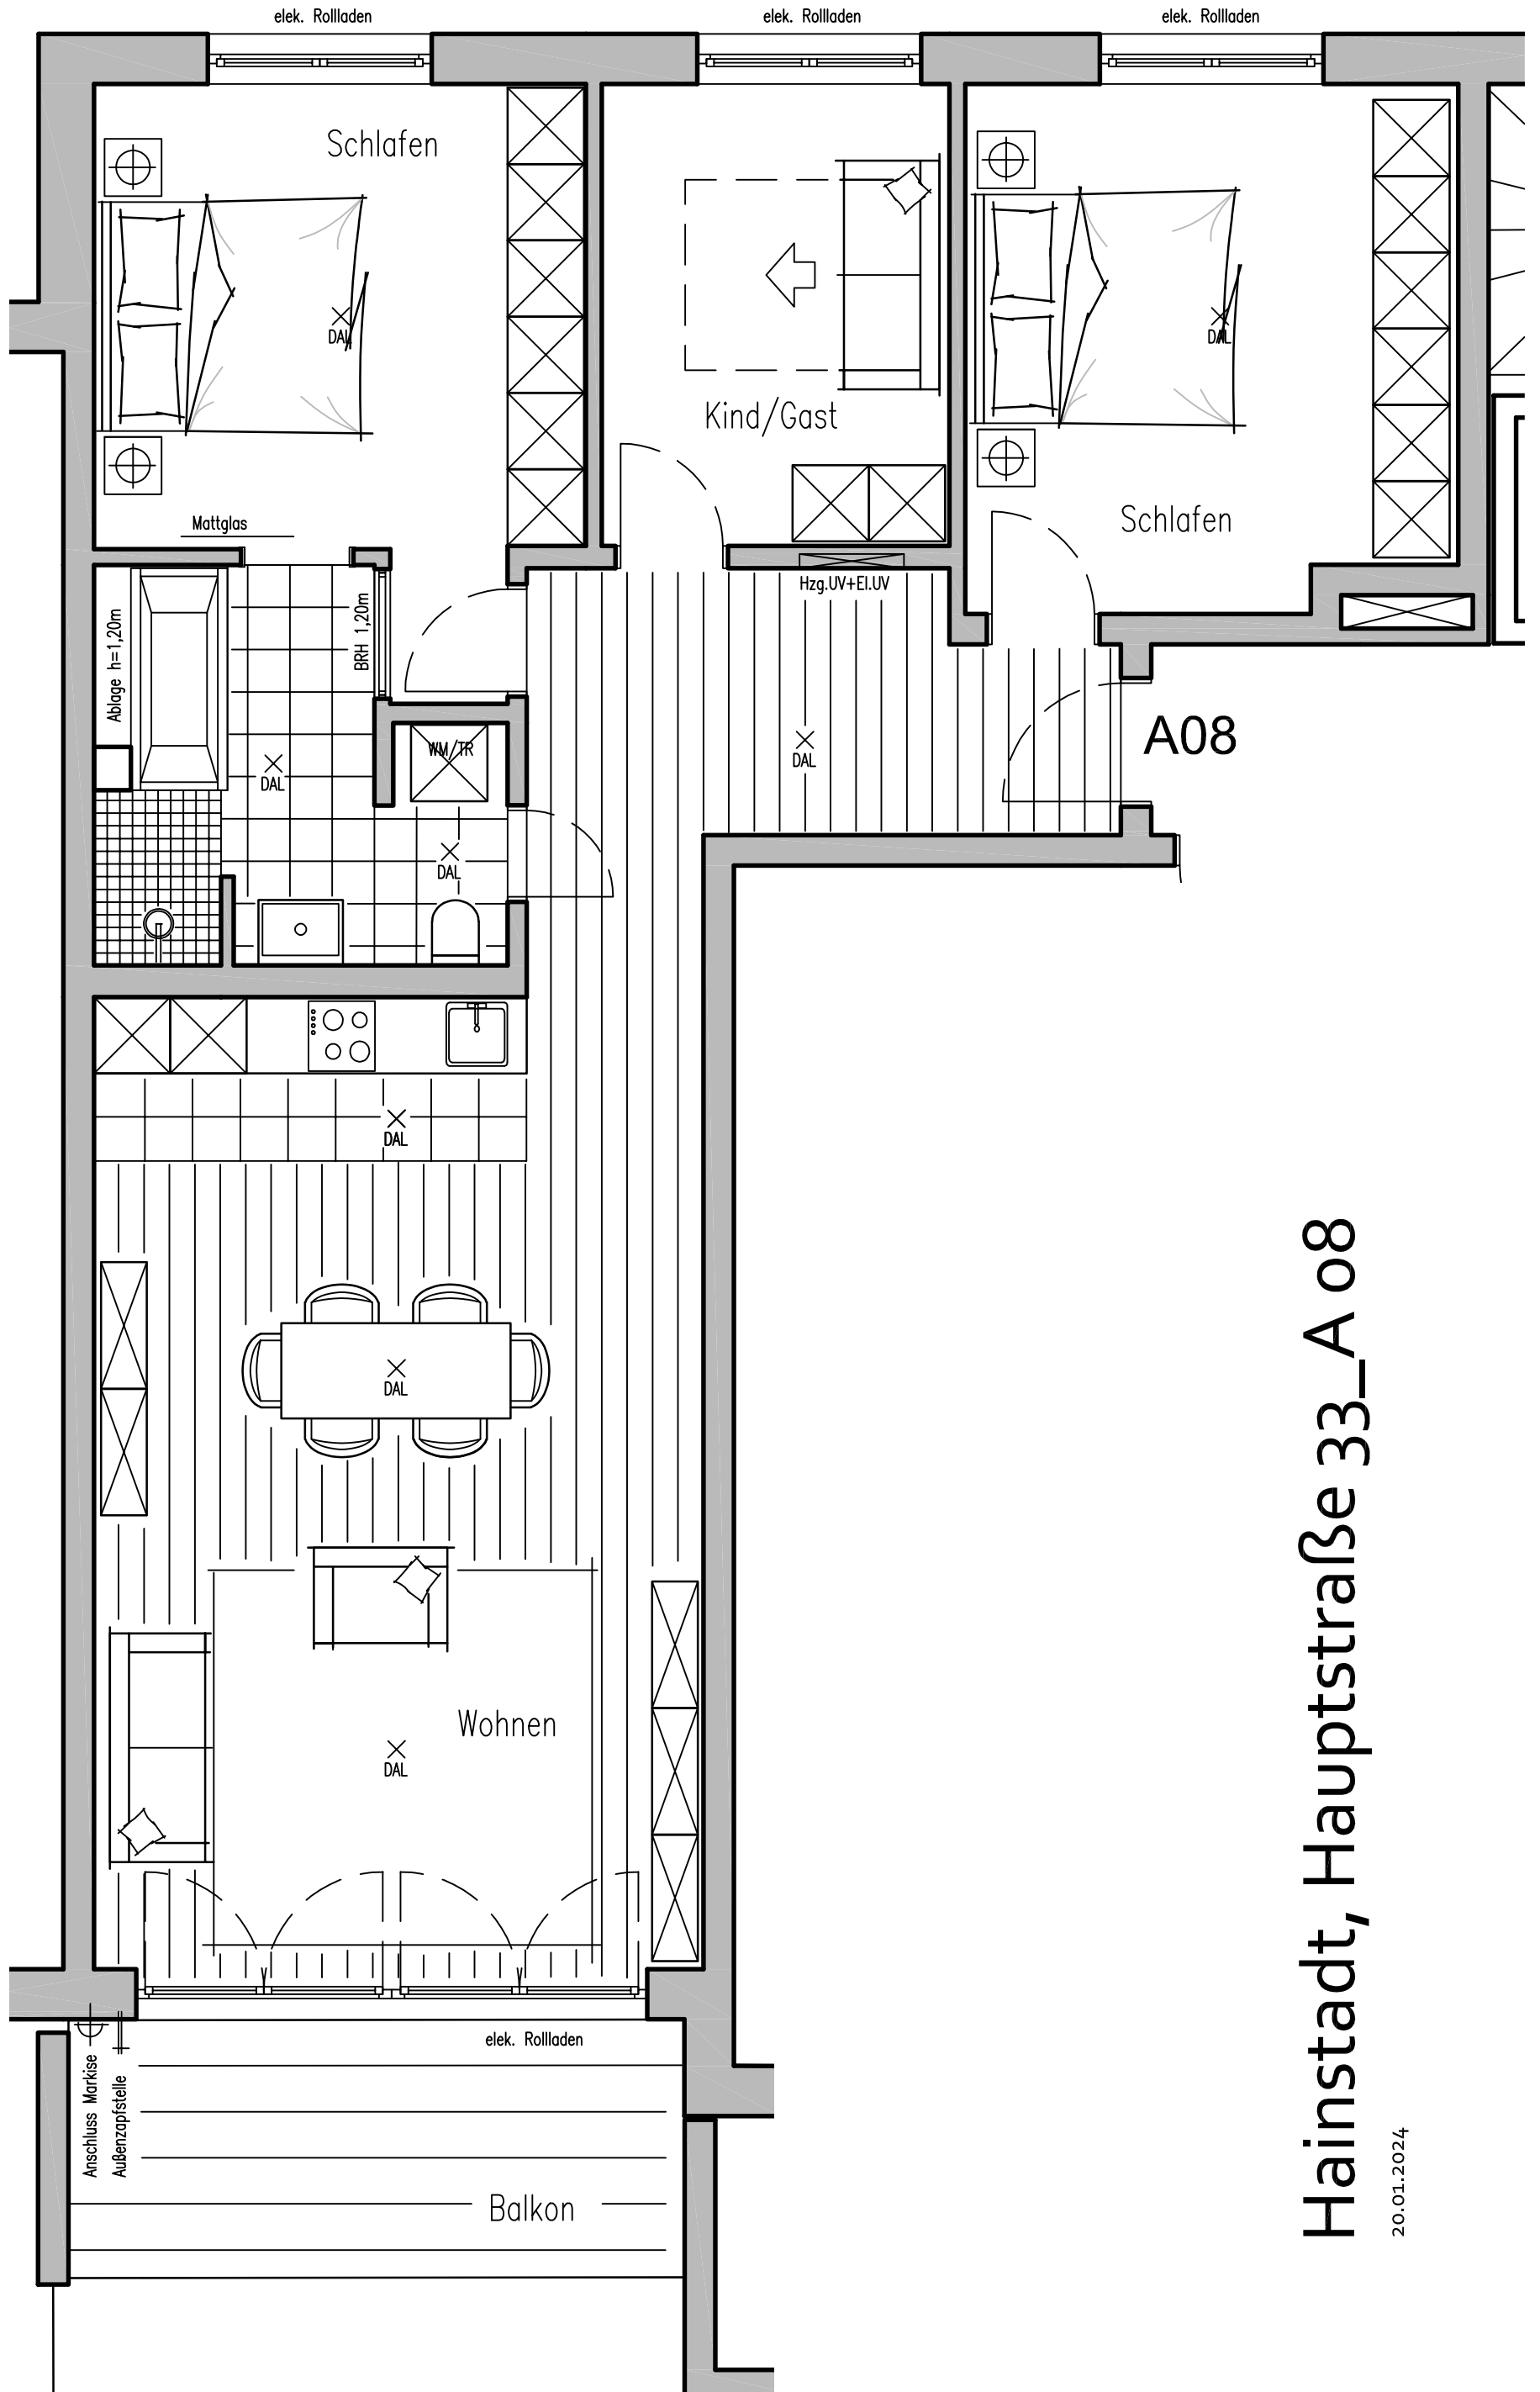 elek. Rollladen
elek. Rollladen
elek. Rollladen
Schlafen
DAL
Kind/Gast
DAL
Schlafen
Mattglas
Hzg.UV+El.UV
Ablage h=1,20m
BRH 1,20m
WM/TR
DAL
DAL
DAL
A08
DAL
DAL
Wohnen
DAL
elek. Rollladen
Anschluss Markise
Außenzapfstelle
Balkon
Hainstadt, Hauptstraße 33_A 08
20.01.2024